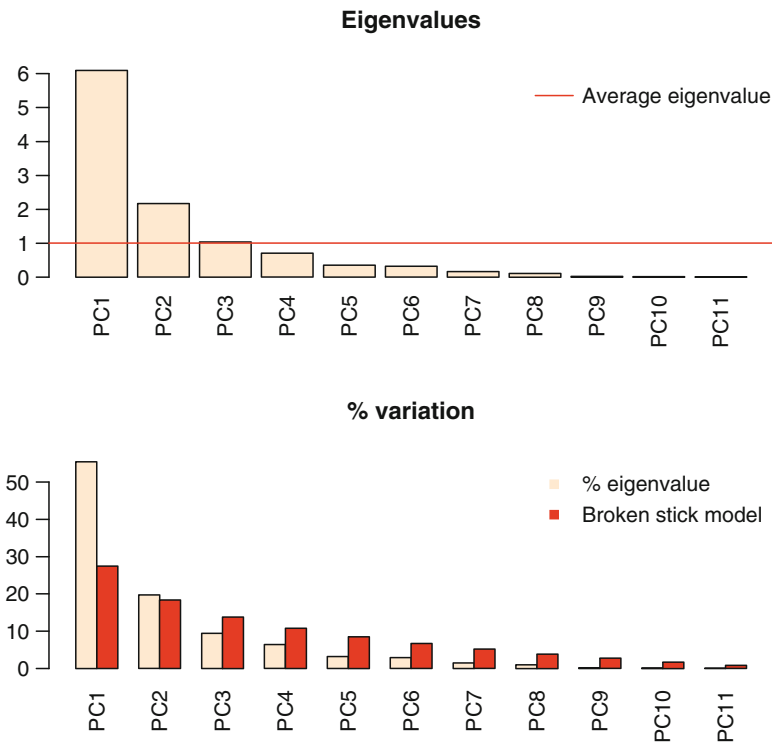 Eigenvalues
6
5
4
3
2
1
0
Average eigenvalue
PC1 PC2 PC3 PC4 PC5 PC6 PC7 PC8 PC9 PC10 PC11
% variation
50
40
30
20
10
0
% eigenvalue
Broken stick model
PC1 PC2 PC3 PC4 PC5 PC6 PC7 PC8 PC9 PC10 PC11